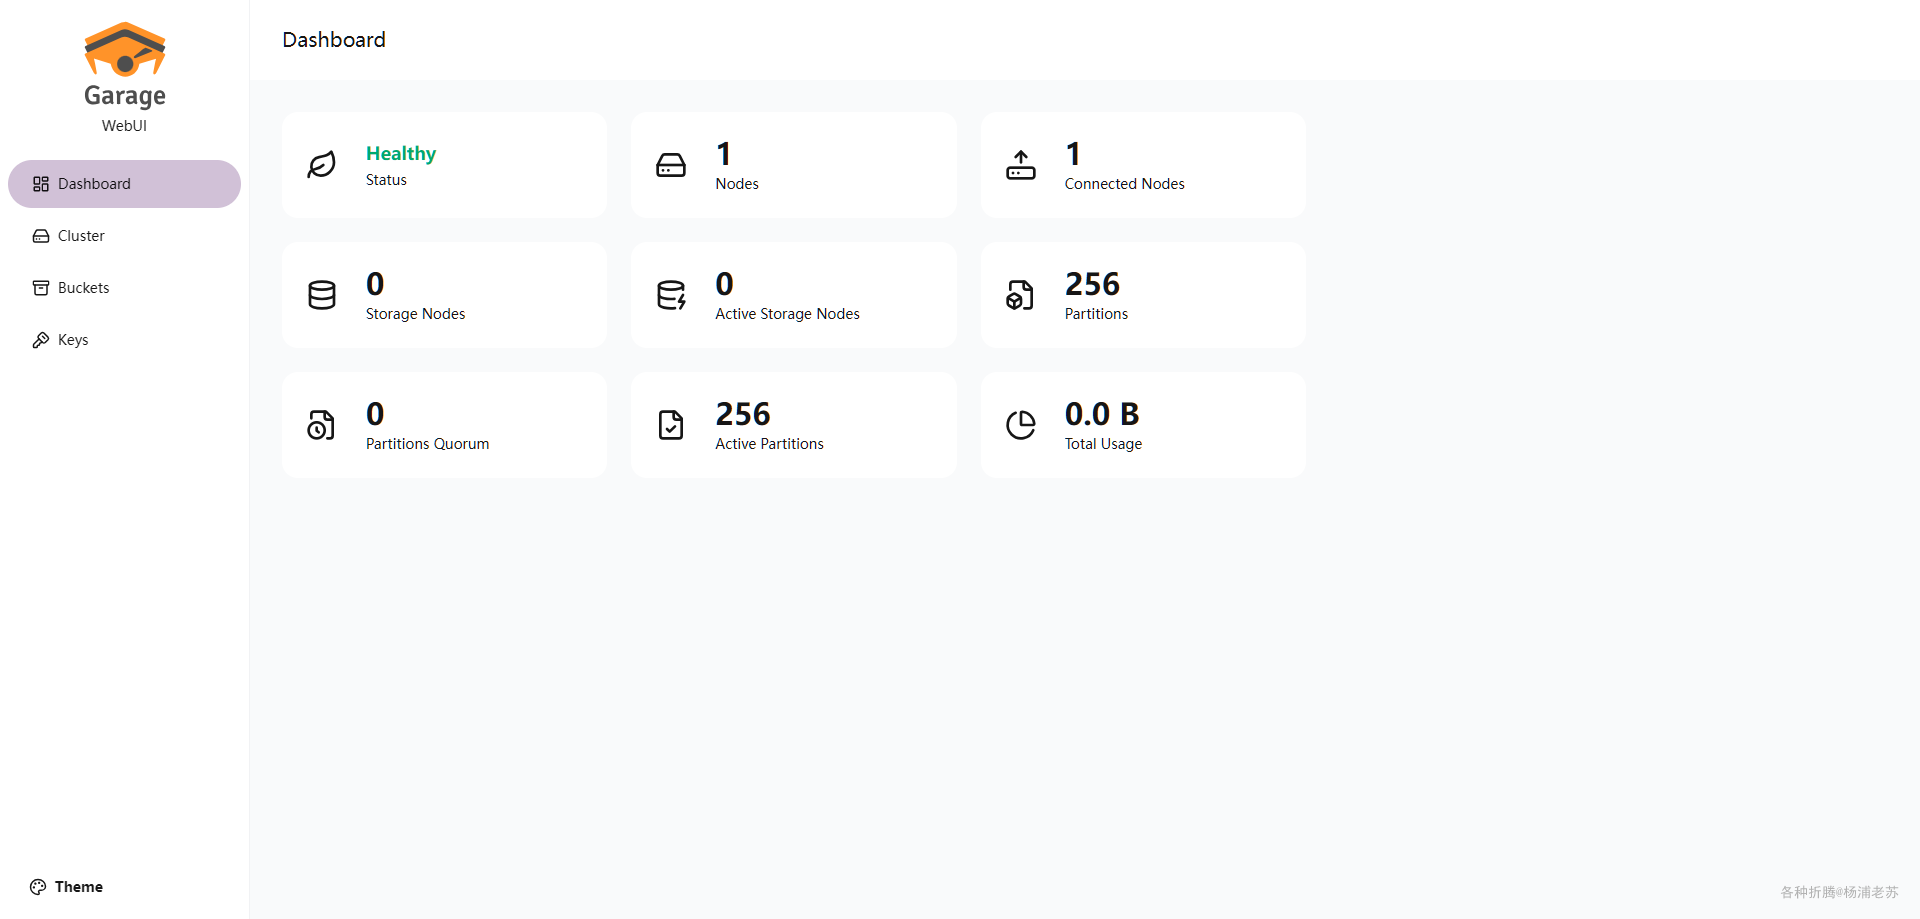 Garage
WebUI
Dashboard
Cluster
Buckets
Keys
Theme
Dashboard
Healthy
Status
1
Nodes
1
Connected Nodes
0
Storage Nodes
0
Active Storage Nodes
256
Partitions
0
Partitions Quorum
256
Active Partitions
0.0 B
Total Usage
各种折腾@杨浦老苏